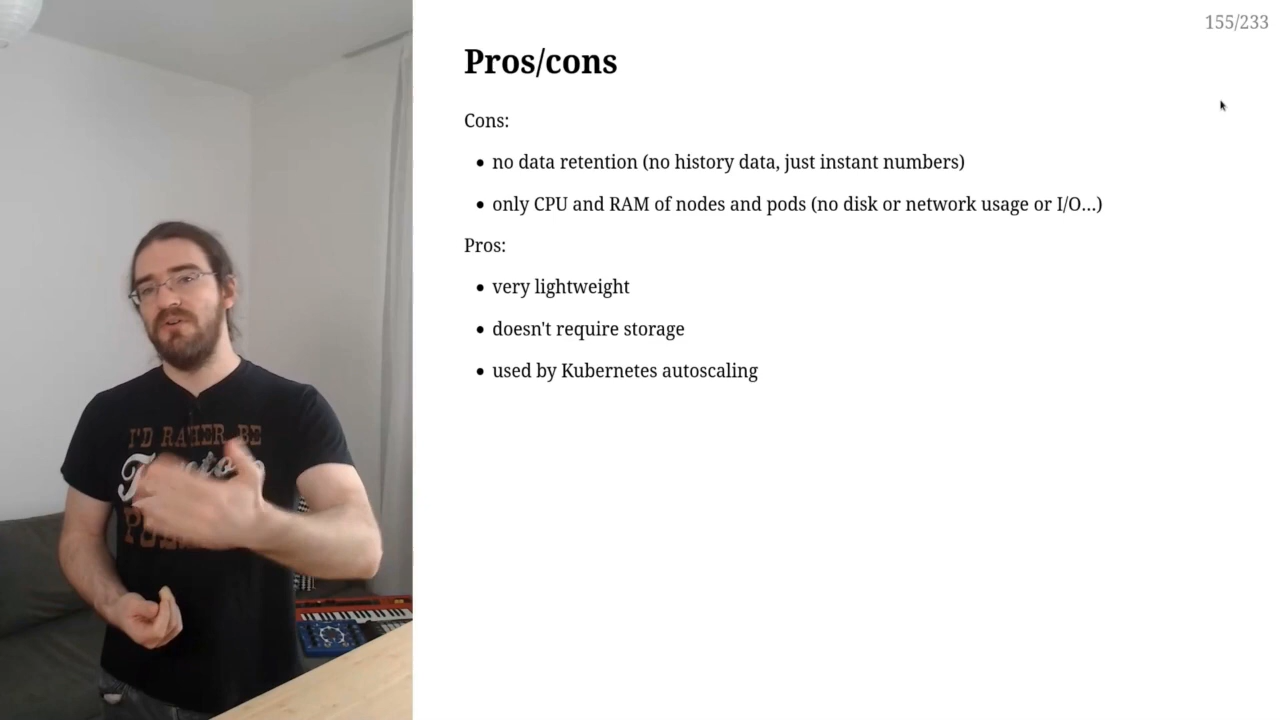 155/233
Pros/cons
Cons:
• no data retention (no history data, just instant numbers)
• only CPU and RAM of nodes and pods (no disk or network usage or I/O...)
Pros:
• very lightweight
• doesn't require storage
• used by Kubernetes autoscaling
I'D RATHER BE